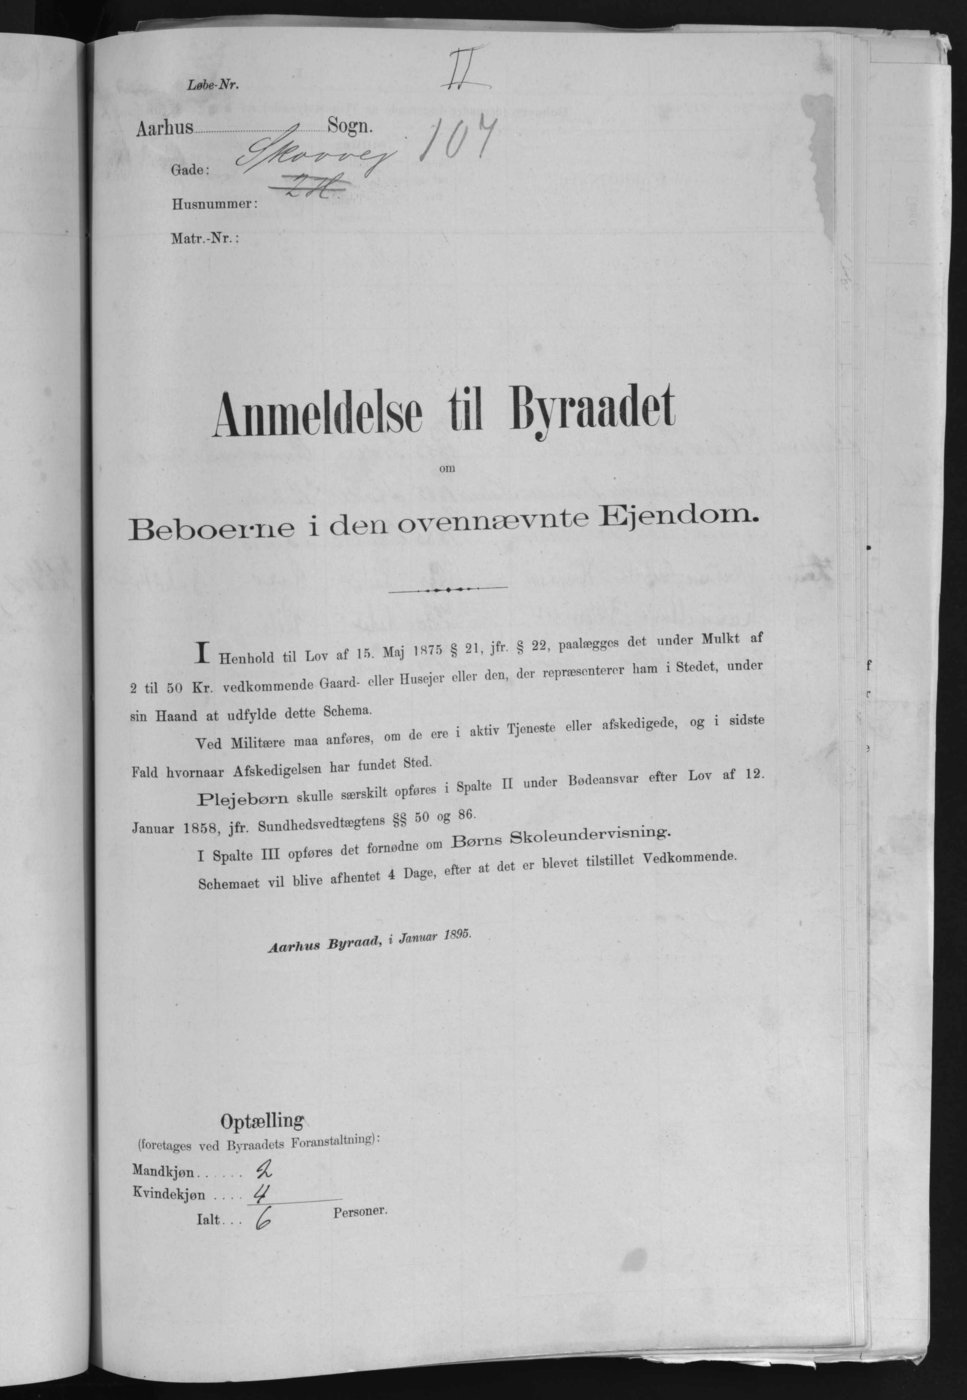 II
Løbe-Nr.
Aarhus Sogn. 107
Gade: Skovvej
Husnummer:
Matr.-Nr.:
Anmeldelse til Byraadet
om
Beboerne i den ovennævnte Ejendom.
I Henhold til Lov af 15. Maj 1875 § 21, jfr. § 22, paalægges det under Mulkt af
2 til 50 Kr. vedkommende Gaard- eller Husejer eller den, der repræsenterer ham i Stedet, under
sin Haand at udfylde dette Schema.
Ved Militære maa anføres, om de ere i aktiv Tjeneste eller afskedigede, og i sidste
Fald hvornaar Afskedigelsen har fundet Sted.
Plejebørn skulle særskilt opføres i Spalte II under Bødeansvar efter Lov af 12.
Januar 1858, jfr. Sundhedsvedtægtens §§ 50 og 86.
I Spalte III opføres det fornødne om Børns Skoleundervisning.
Schemaet vil blive afhentet 4 Dage, efter at det er blevet tilstillet Vedkommende.
Aarhus Byraad, i Januar 1895.
Optælling
(foretages ved Byraadets Foranstaltning):
Mandkjøn...... 2
Kvindekjøn .... 4
Ialt... 6 Personer.